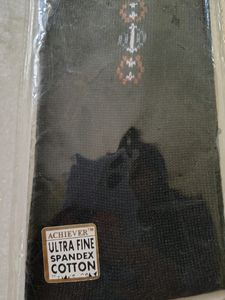 ACHIEVER™
ULTRA FINE
SPANDEX
COTTON